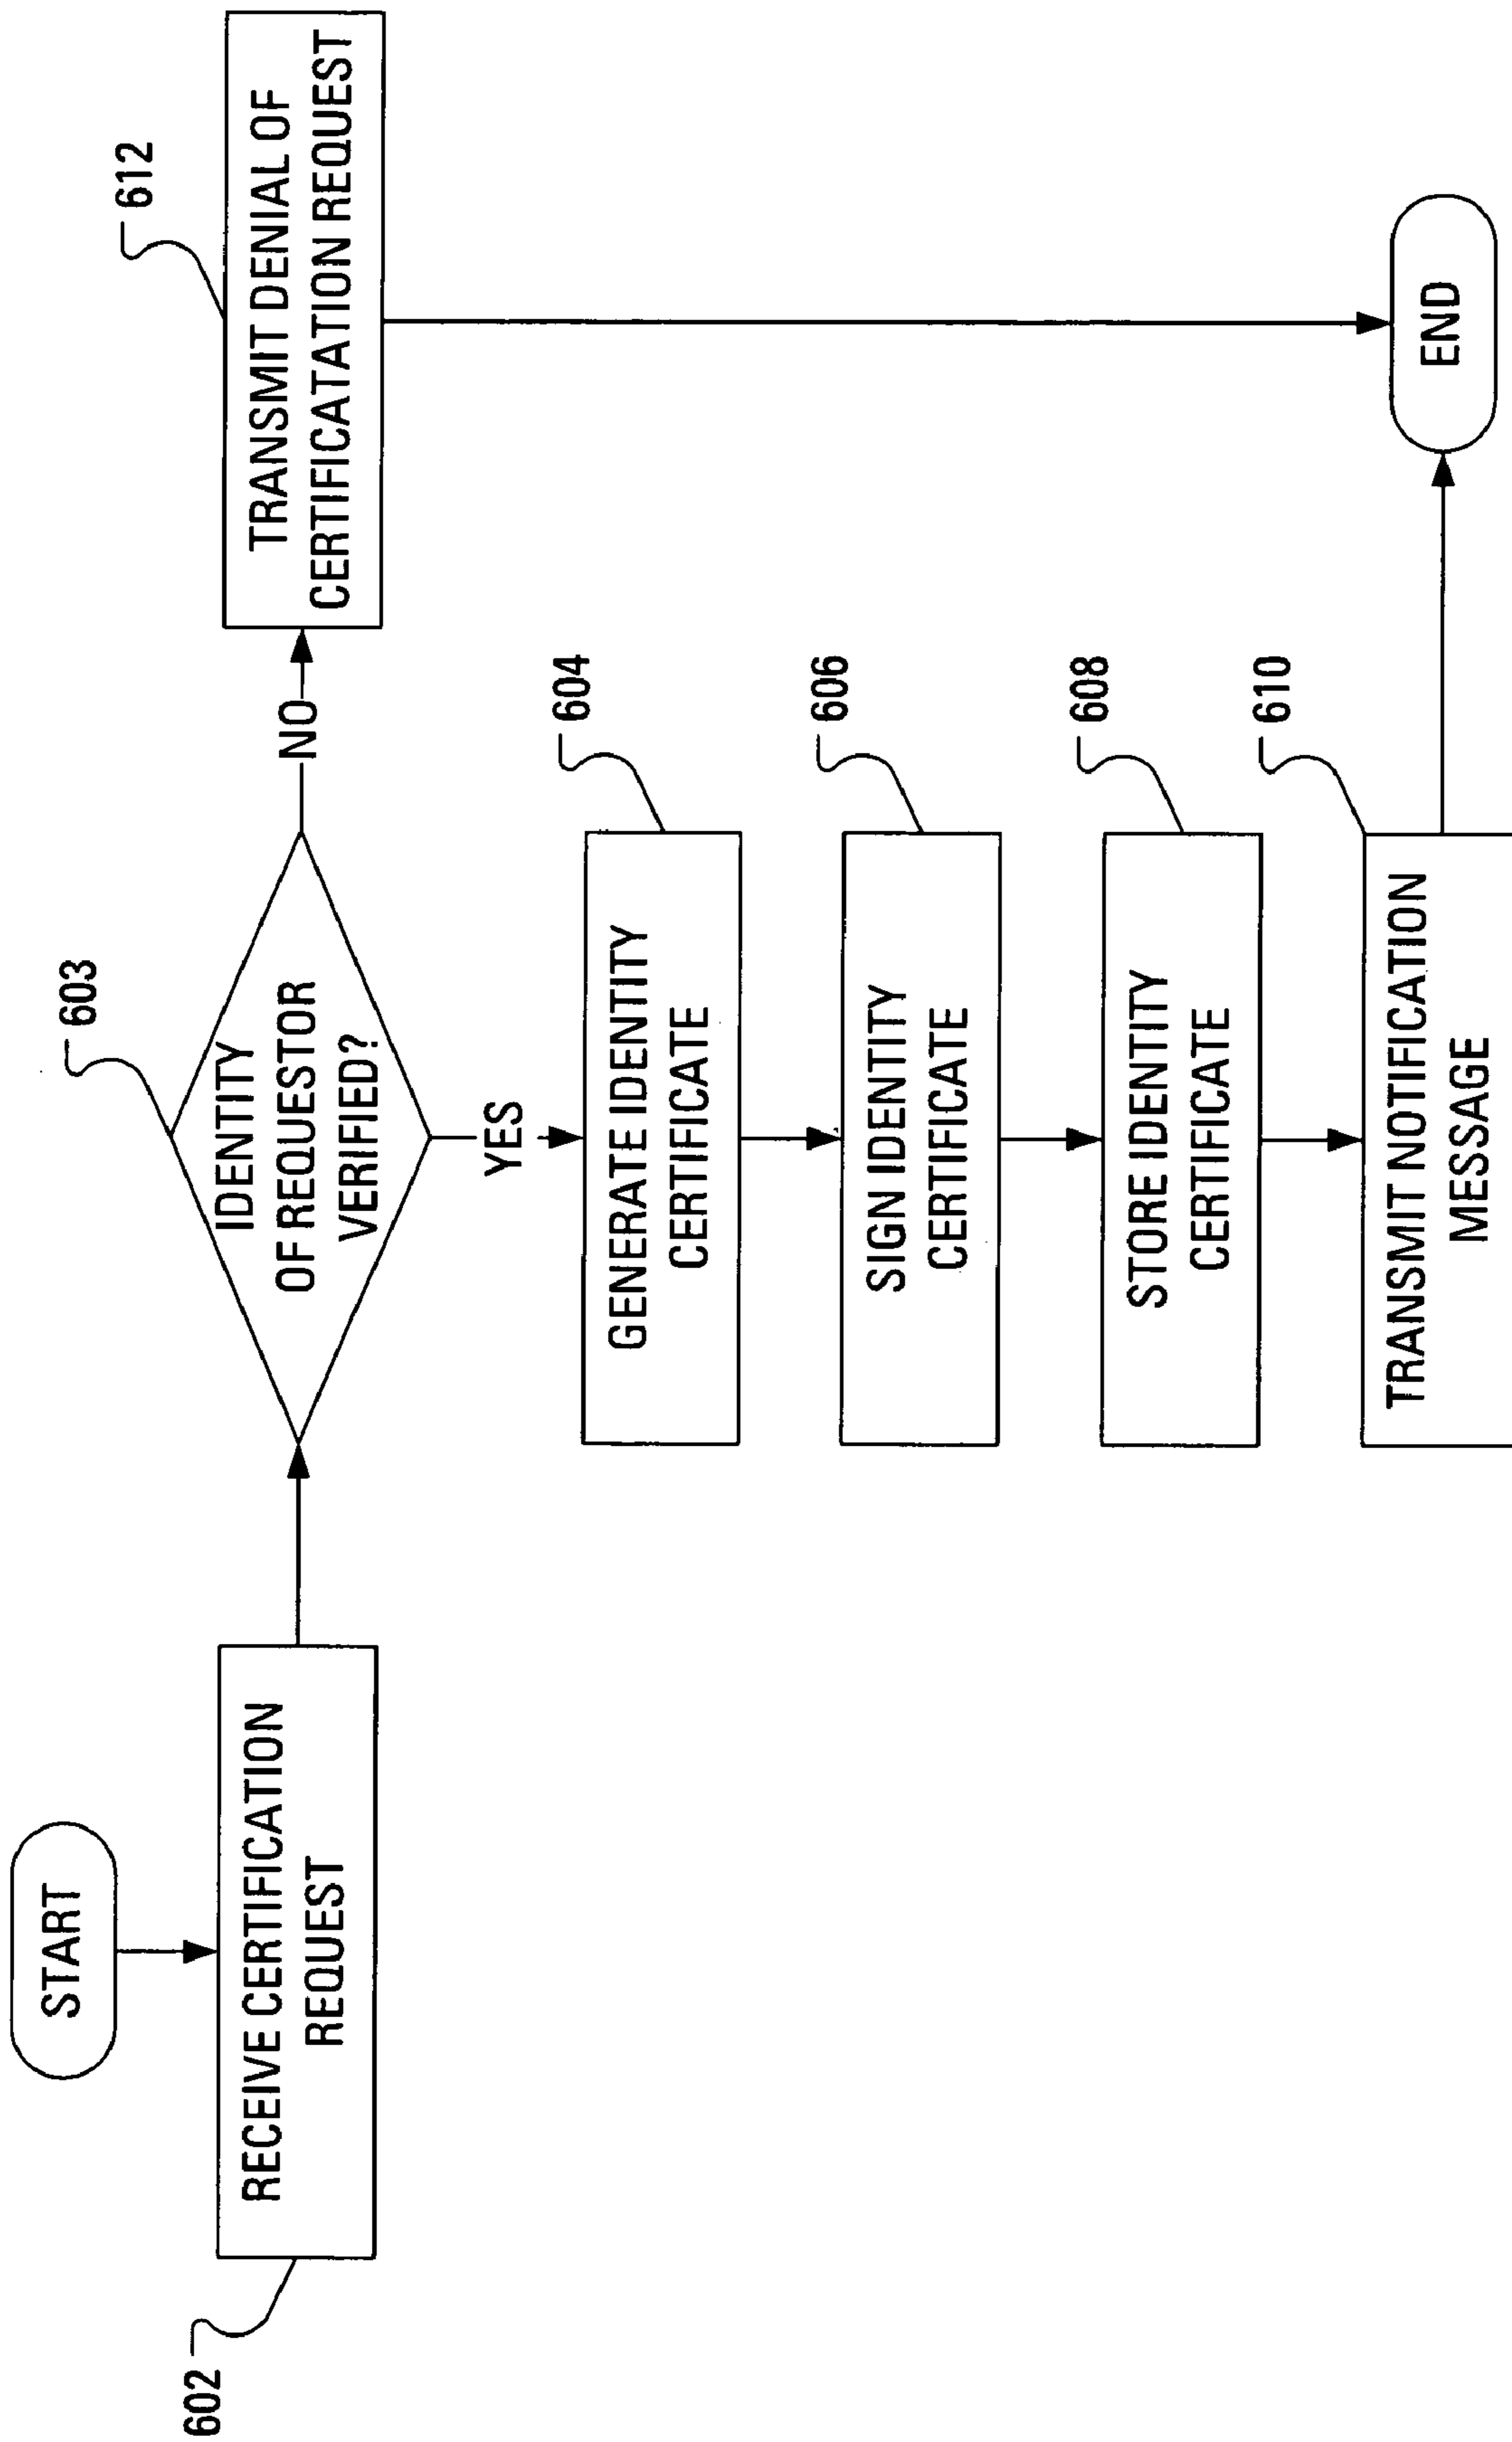 START
602
RECEIVE CERTIFICATION
REQUEST
603
IDENTITY
OF REQUESTOR
VERIFIED?
NO
612
TRANSMIT DENIAL OF
CERTIFICATATION REQUEST
YES
604
GENERATE IDENTITY
CERTIFICATE
606
SIGN IDENTITY
CERTIFICATE
608
STORE IDENTITY
CERTIFICATE
610
TRANSMIT NOTIFICATION
MESSAGE
END